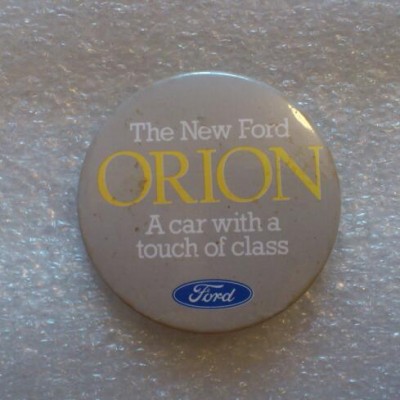 The New Ford
ORION
A car with a
touch of class
Ford